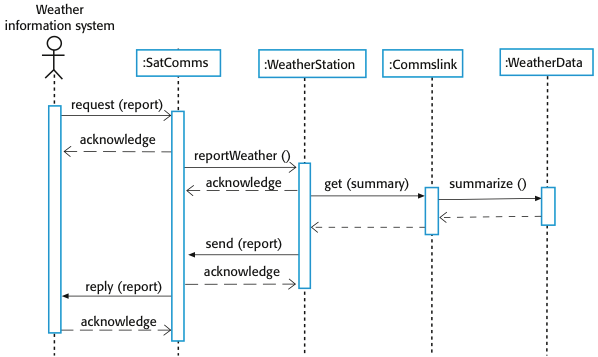 Weather
information system
:SatComms
:WeatherStation
:Commslink
:WeatherData
request (report)
acknowledge
reportWeather ()
acknowledge
get (summary)
summarize ()
send (report)
acknowledge
reply (report)
acknowledge